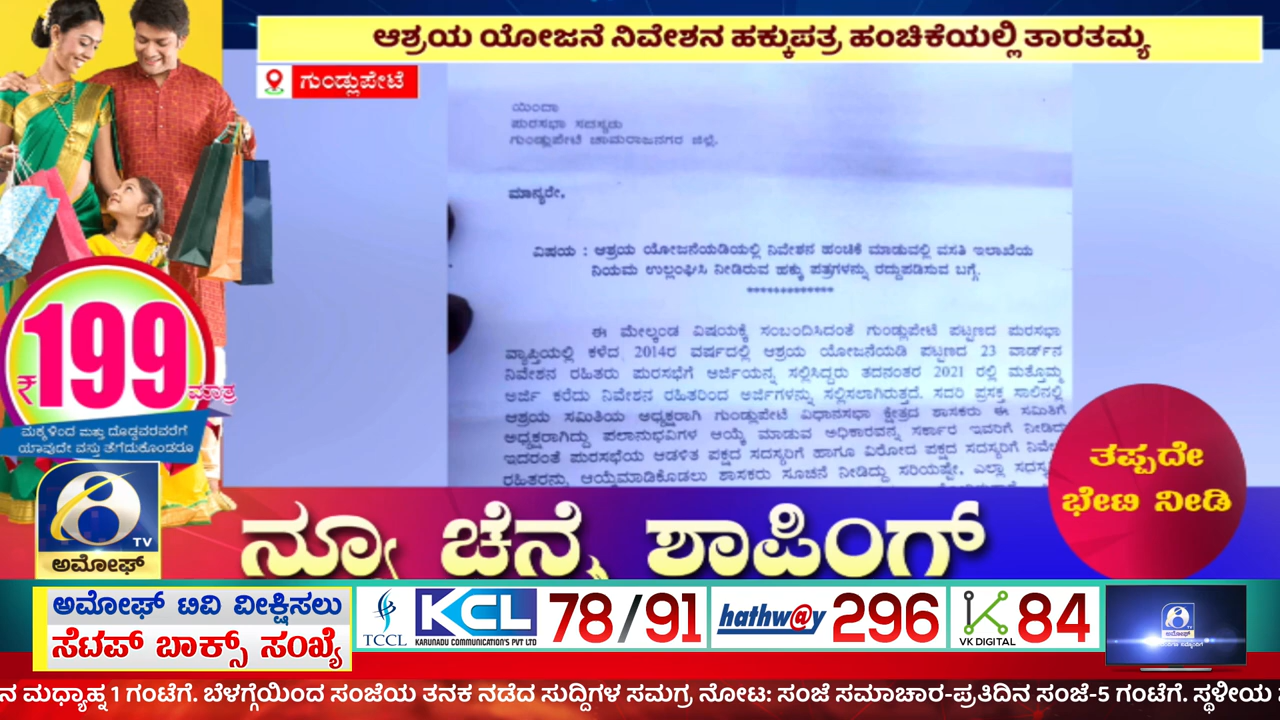 ಆಶ್ರಯ ಯೋಜನೆ ನಿವೇಶನ ಹಕ್ಕುಪತ್ರ ಹಂಚಿಕೆಯಲ್ಲಿ ತಾರತಮ್ಯ
ಗುಂಡ್ಲುಪೇಟೆ
ಯಿಂದಾ
ಪುರಸಭಾ ಸದಸ್ಯರು
ಗುಂಡ್ಲುಪೇಟೆ ಚಾಮರಾಜನಗರ ಜಿಲ್ಲೆ.
ಮಾನ್ಯರೇ,
ವಿಷಯ : ಆಶ್ರಯ ಯೋಜನೆಯಡಿಯಲ್ಲಿ ನಿವೇಶನ ಹಂಚಿಕೆ ಮಾಡುವಲ್ಲಿ ವಸತಿ ಇಲಾಖೆಯ
ನಿಯಮ ಉಲ್ಲಂಘಿಸಿ ನೀಡಿರುವ ಹಕ್ಕು ಪತ್ರಗಳನ್ನು ರದ್ದುಪಡಿಸುವ ಬಗ್ಗೆ.
*************
ಈ ಮೇಲ್ಕಂಡ ವಿಷಯಕ್ಕೆ ಸಂಬಂದಿಸಿದಂತೆ ಗುಂಡ್ಲುಪೇಟೆ ಪಟ್ಟಣದ ಪುರಸಭಾ
ವ್ಯಾಪ್ತಿಯಲ್ಲಿ ಕಳೆದ 2014ರ ವರ್ಷದಲ್ಲಿ ಆಶ್ರಯ ಯೋಜನೆಯಡಿ ಪಟ್ಟಣದ 23 ವಾರ್ಡ್‌ನ
ನಿವೇಶನ ರಹಿತರು ಪುರಸಭೆಗೆ ಅರ್ಜಿಯನ್ನ ಸಲ್ಲಿಸಿದ್ದರು ತದನಂತರ 2021 ರಲ್ಲಿ ಮತ್ತೊಮ್ಮ
ಅರ್ಜಿ ಕರೆದು ನಿವೇಶನ ರಹಿತರಿಂದ ಅರ್ಜಿಗಳನ್ನು ಸಲ್ಲಿಸಲಾಗಿರುತ್ತದೆ. ಸದರಿ ಪ್ರಸಕ್ತ ಸಾಲಿನಲ್ಲಿ
ಆಶ್ರಯ ಸಮಿತಿಯ ಅಧ್ಯಕ್ಷರಾಗಿ ಗುಂಡ್ಲುಪೇಟೆ ವಿಧಾನಸಭಾ ಕ್ಷೇತ್ರದ ಶಾಸಕರು ಈ ಸಮಿತಿಗೆ
ಅಧ್ಯಕ್ಷರಾಗಿದ್ದು ಪಲಾನುಭವಿಗಳ ಆಯ್ಕೆ ಮಾಡುವ ಅಧಿಕಾರವನ್ನ ಸರ್ಕಾರ ಇವರಿಗೆ ನೀಡಿರು
ಇದರಂತೆ ಪುರಸಭೆಯ ಆಡಳಿತ ಪಕ್ಷದ ಸದಸ್ಯರಿಗೆ ಹಾಗೂ ವಿರೋದ ಪಕ್ಷದ ಸದಸ್ಯರಿಗೆ ನಿವೇ
ರಹಿತರನ್ನು ಆಯ್ಕೆಮಾಡಿಕೊಡಲು ಶಾಸಕರು ಸೂಚನೆ ನೀಡಿದ್ದು ಸರಿಯಷ್ಟೇ. ಎಲ್ಲಾ ಸದಸ್ಯ
₹199 ಮಾತ್ರ
ಮಕ್ಕಳಿಂದ ಮತ್ತು ದೊಡ್ಡವರವರೆಗೆ
ಯಾವುದೇ ವಸ್ತು ತೆಗೆದುಕೊಂಡರೂ
ತಪ್ಪದೇ
ಭೇಟಿ ನೀಡಿ
TV
ಅಮೋಘ್
ನ್ಯೂ ಚೆನ್ನೈ ಶಾಪಿಂಗ್
ಅಮೋಘ್ ಟಿವಿ ವೀಕ್ಷಿಸಲು
ಸೆಟಪ್ ಬಾಕ್ಸ್ ಸಂಖ್ಯೆ
TCCL
KCL
KARUNADU COMMUNICATION'S PVT LTD
78/91
hathw@y
296
VK DIGITAL
84
ಅಮೋಘ್
ನ ಮಧ್ಯಾಹ್ನ 1 ಗಂಟೆಗೆ. ಬೆಳಗ್ಗೆಯಿಂದ ಸಂಜೆಯ ತನಕ ನಡೆದ ಸುದ್ದಿಗಳ ಸಮಗ್ರ ನೋಟ: ಸಂಜೆ ಸಮಾಚಾರ-ಪ್ರತಿದಿನ ಸಂಜೆ-5 ಗಂಟೆಗೆ. ಸ್ಥಳೀಯ